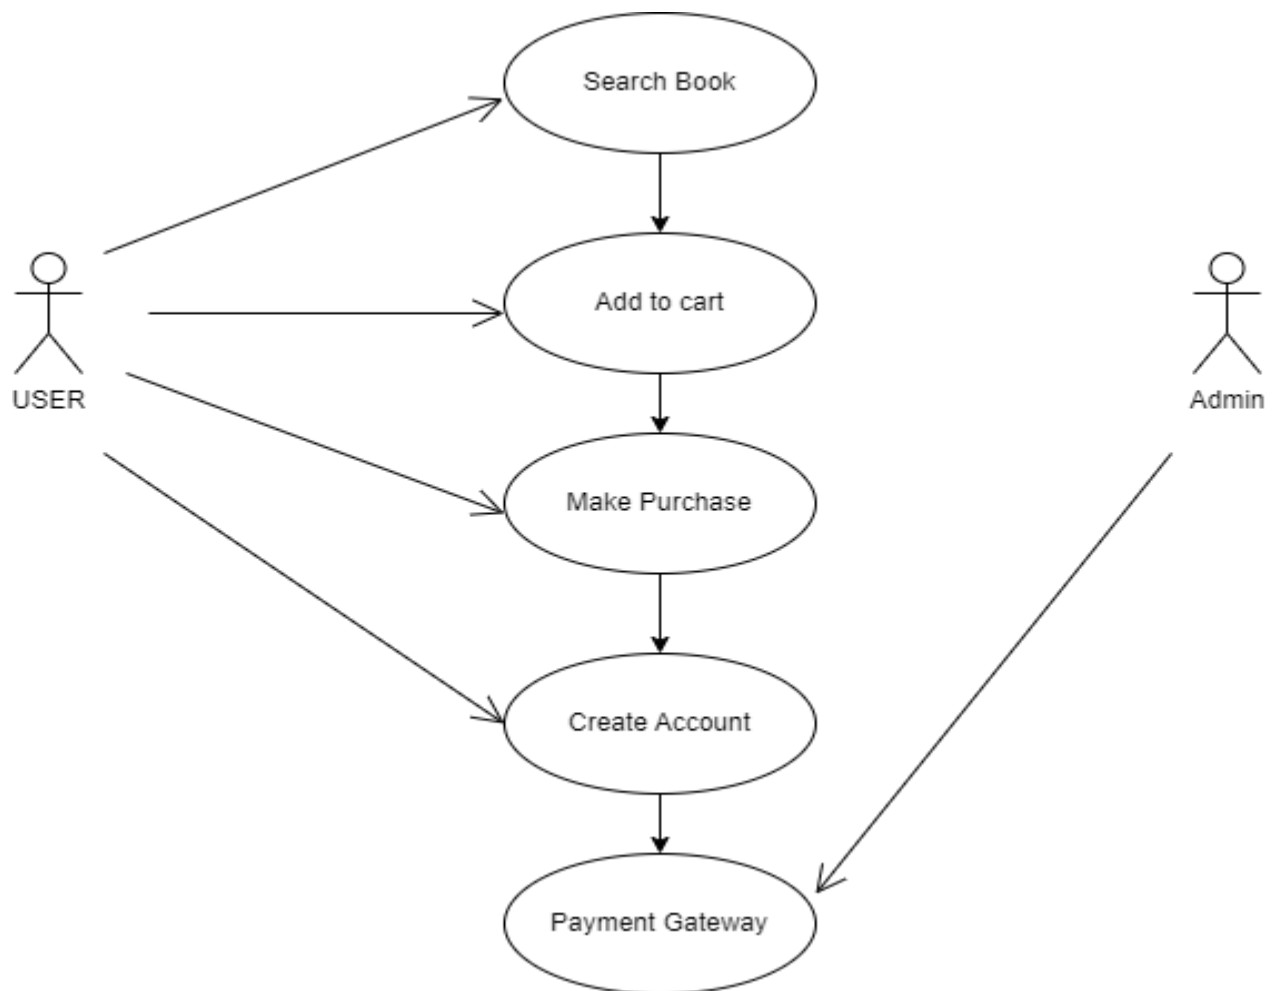 Search Book
Add to cart
USER
Admin
Make Purchase
Create Account
Payment Gateway